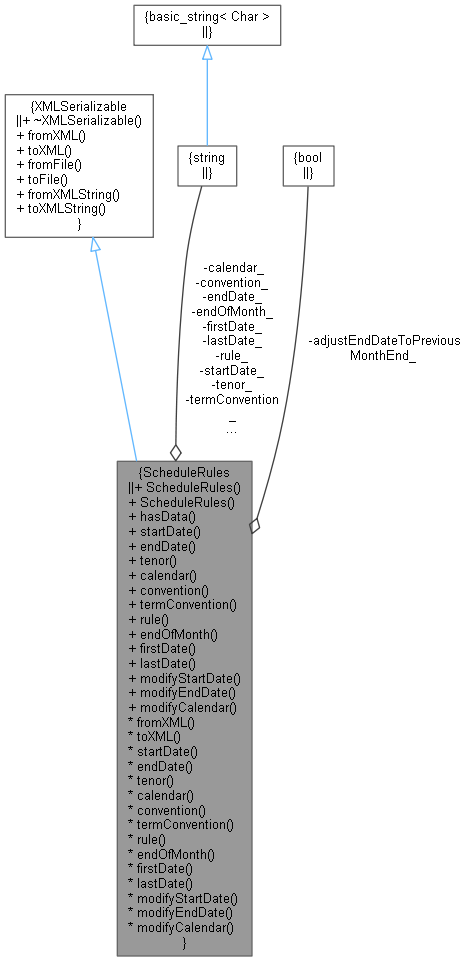 {basic_string< Char >
||}
{XMLSerializable
||+ ~XMLSerializable()
+ fromXML()
+ toXML()
+ fromFile()
+ toFile()
+ fromXMLString()
+ toXMLString()
}
{string
||}
{bool
||}
-calendar_
-convention_
-endDate_
-endOfMonth_
-firstDate_
-lastDate_
-rule_
-startDate_
-tenor_
-termConvention
_
...
-adjustEndDateToPrevious
MonthEnd_
{ScheduleRules
||+ ScheduleRules()
+ ScheduleRules()
+ hasData()
+ startDate()
+ endDate()
+ tenor()
+ calendar()
+ convention()
+ termConvention()
+ rule()
+ endOfMonth()
+ firstDate()
+ lastDate()
+ modifyStartDate()
+ modifyEndDate()
+ modifyCalendar()
* fromXML()
* toXML()
* startDate()
* endDate()
* tenor()
* calendar()
* convention()
* termConvention()
* rule()
* endOfMonth()
* firstDate()
* lastDate()
* modifyStartDate()
* modifyEndDate()
* modifyCalendar()
}